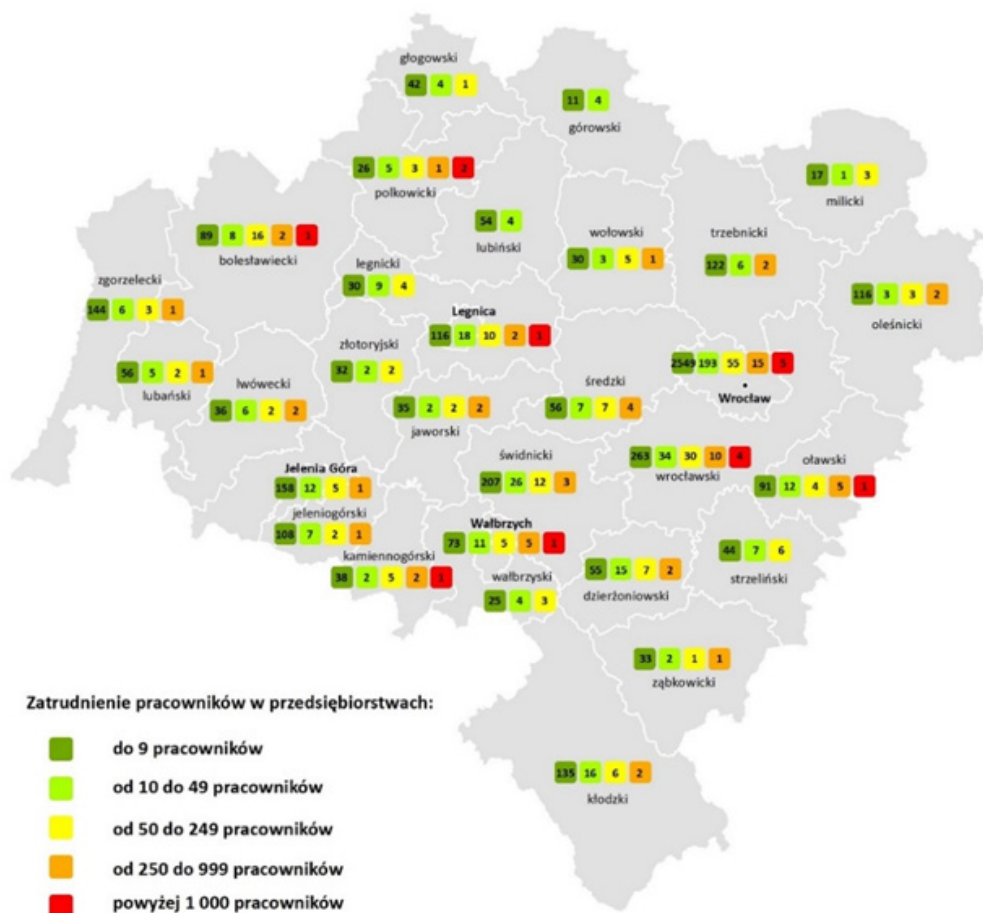 głogowski
42 4 1
11 4
górowski
26 5 3 1 2
polkowicki
17 1 3
milicki
54 4
lubiński
89 8 16 2 1
bolesławiecki
wołowski
30 3 5 1
trzebnicki
122 6 2
legnicki
30 9 4
zgorzelecki
144 6 3 1
116 3 3 2
oleśnicki
Legnica
116 18 10 2 1
złotoryjski
32 2 2
2549 193 55 15 5
Wrocław
56 5 2 1
lubański
lwówecki
36 6 2 2
średzki
56 7 7 4
35 2 2 2
jaworski
świdnicki
207 26 12 3
263 34 30 10 4
wrocławski
oławski
91 12 4 5 1
Jelenia Góra
158 12 5 1
jeleniogórski
108 7 2 1
Wałbrzych
73 11 5 5 1
kamiennogórski
38 2 5 2 1
wałbrzyski
25 4 3
55 15 7 2
dzierżoniowski
44 7 6
strzeliński
33 2 1 1
ząbkowicki
135 16 6 2
kłodzki
Zatrudnienie pracowników w przedsiębiorstwach:
do 9 pracowników
od 10 do 49 pracowników
od 50 do 249 pracowników
od 250 do 999 pracowników
powyżej 1 000 pracowników